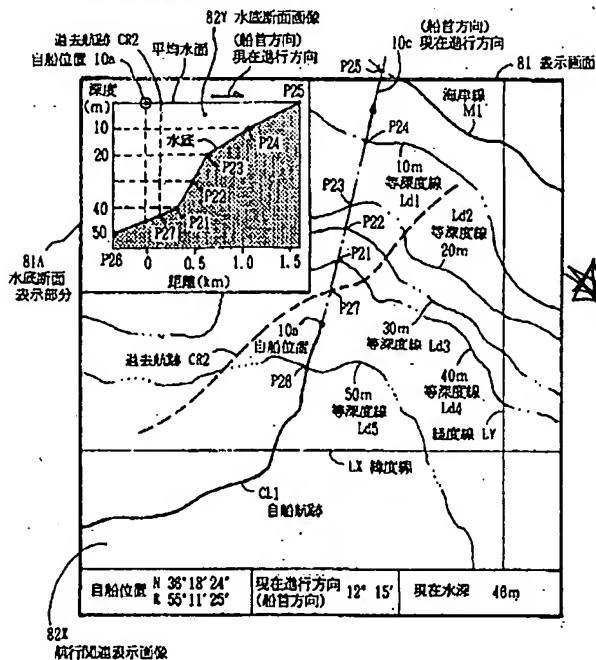 82Y 水底断面画像
過去航跡 CR2
自船位置 10a
平均水面
(船首方向)
現在進行方向
(船首方向)
10c 現在進行方向
P25
81 表示画面
深度
(m)
10
20
40
50
P25
P24
P23
P22
P21
P27
P26
水底
0 0.5 1.0 1.5
距離(km)
81A
水底断面
表示部分
海岸線
M1
P24
10m
等深度線
Ld1
P23
P22
P21
P27
Ld2
等深度線
20m
10a
自船位置
過去航跡 CR2
P28
30m
等深度線
Ld3
40m
等深度線
Ld4
50m
等深度線
Ld5
経度線 LY
LX 緯度線
CL1
自船航跡
自船位置 N 36°18'24"
E 55°11'25"
現在進行方向
(船首方向) 12° 15'
現在水深 46m
82X
航行関連表示画像